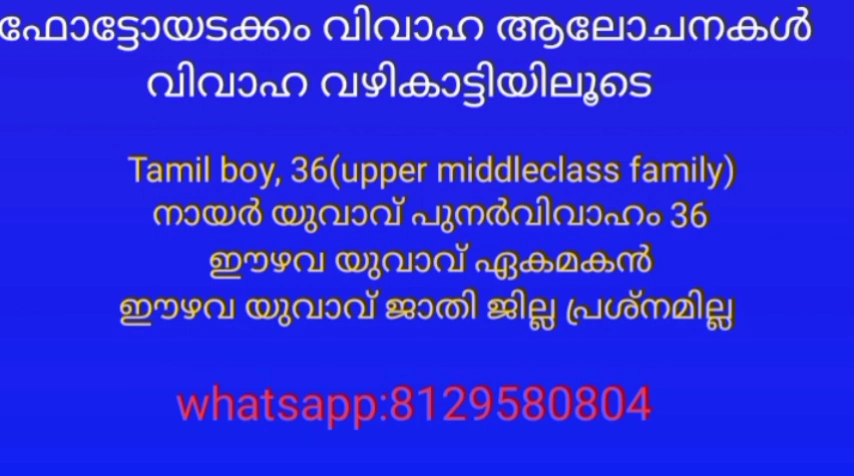 ഫോട്ടോയടക്കം വിവാഹ ആലോചനകൾ
വിവാഹ വഴികാട്ടിയിലൂടെ
Tamil boy, 36(upper middleclass family)
നായർ യുവാവ് പുനർവിവാഹം 36
ഈഴവ യുവാവ് ഏകമകൻ
ഈഴവ യുവാവ് ജാതി ജില്ല പ്രശ്നമില്ല
whatsapp:8129580804